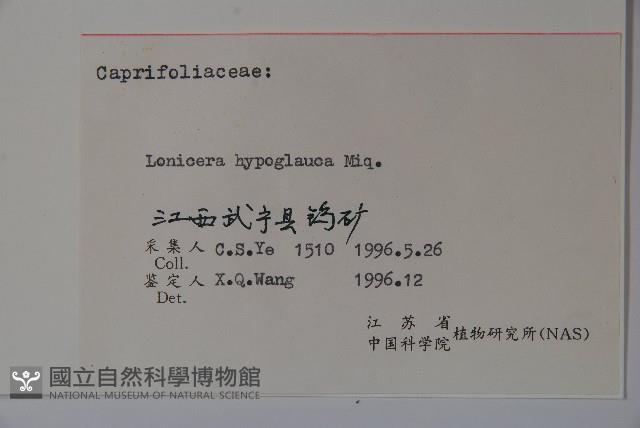 Caprifoliaceae:
Lonicera hypoglauca Miq.
江西武宁县钨矿
采集人 C.S.Ye 1510 1996.5.26
Coll.
鉴定人 X.Q.Wang 1996.12
Det.
江苏省
中国科学院 植物研究所(NAS)
國立自然科學博物館
NATIONAL MUSEUM OF NATURAL SCIENCE